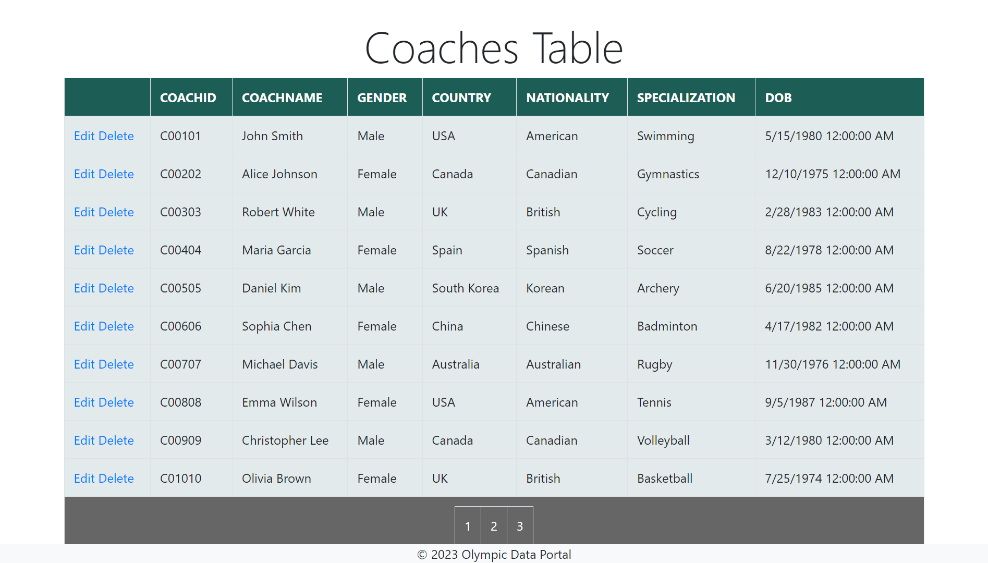 Coaches Table
COACHID COACHNAME GENDER COUNTRY NATIONALITY SPECIALIZATION DOB
Edit Delete C00101 John Smith Male USA American Swimming 5/15/1980 12:00:00 AM
Edit Delete C00202 Alice Johnson Female Canada Canadian Gymnastics 12/10/1975 12:00:00 AM
Edit Delete C00303 Robert White Male UK British Cycling 2/28/1983 12:00:00 AM
Edit Delete C00404 Maria Garcia Female Spain Spanish Soccer 8/22/1978 12:00:00 AM
Edit Delete C00505 Daniel Kim Male South Korea Korean Archery 6/20/1985 12:00:00 AM
Edit Delete C00606 Sophia Chen Female China Chinese Badminton 4/17/1982 12:00:00 AM
Edit Delete C00707 Michael Davis Male Australia Australian Rugby 11/30/1976 12:00:00 AM
Edit Delete C00808 Emma Wilson Female USA American Tennis 9/5/1987 12:00:00 AM
Edit Delete C00909 Christopher Lee Male Canada Canadian Volleyball 3/12/1980 12:00:00 AM
Edit Delete C01010 Olivia Brown Female UK British Basketball 7/25/1974 12:00:00 AM
1 2 3
© 2023 Olympic Data Portal